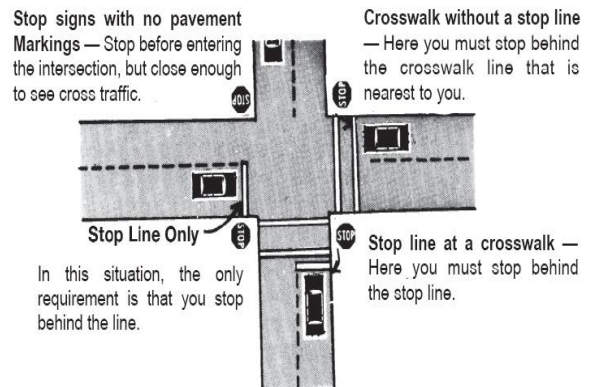 Stop signs with no pavement
Markings — Stop before entering
the intersection, but close enough
to see cross traffic.
Crosswalk without a stop line
— Here you must stop behind
the crosswalk line that is
nearest to you.
STOP
STOP
Stop Line Only
STOP
STOP
In this situation, the only
requirement is that you stop
behind the line.
Stop line at a crosswalk —
Here you must stop behind
the stop line.